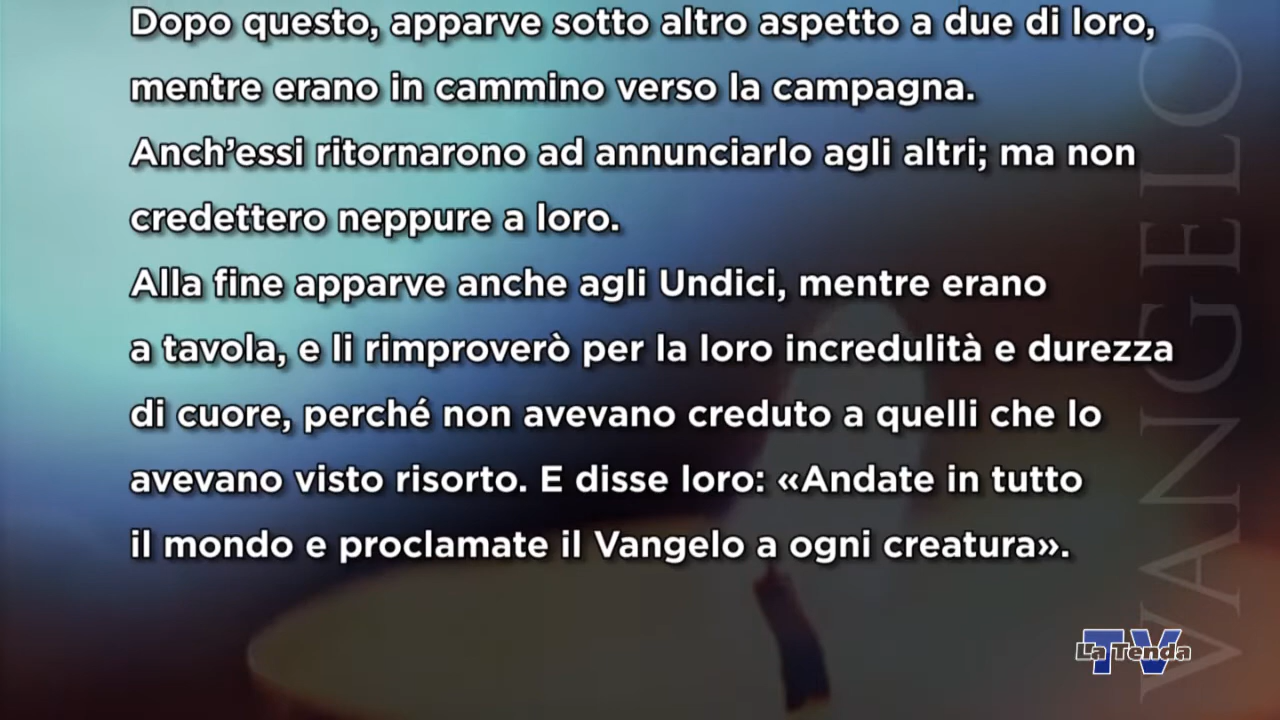 Dopo questo, apparve sotto altro aspetto a due di loro,
mentre erano in cammino verso la campagna.
Anch’essi ritornarono ad annunciarlo agli altri; ma non
credettero neppure a loro.
Alla fine apparve anche agli Undici, mentre erano
a tavola, e li rimproverò per la loro incredulità e durezza
di cuore, perché non avevano creduto a quelli che lo
avevano visto risorto. E disse loro: «Andate in tutto
il mondo e proclamate il Vangelo a ogni creatura».
VANGELO
TV
La Tenda